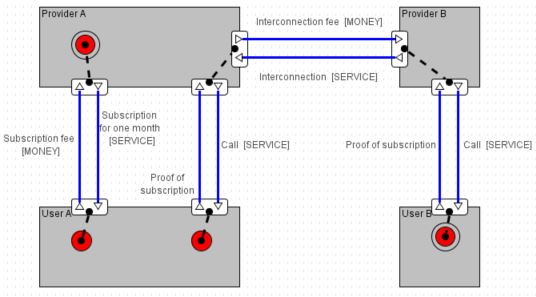 Provider A
Interconnection fee [MONEY]
Provider B
Interconnection [SERVICE]
Subscription fee
[MONEY]
Subscription
for one month
[SERVICE]
Call [SERVICE]
Proof of
subscription
Proof of subscription
Call [SERVICE]
User A
User B